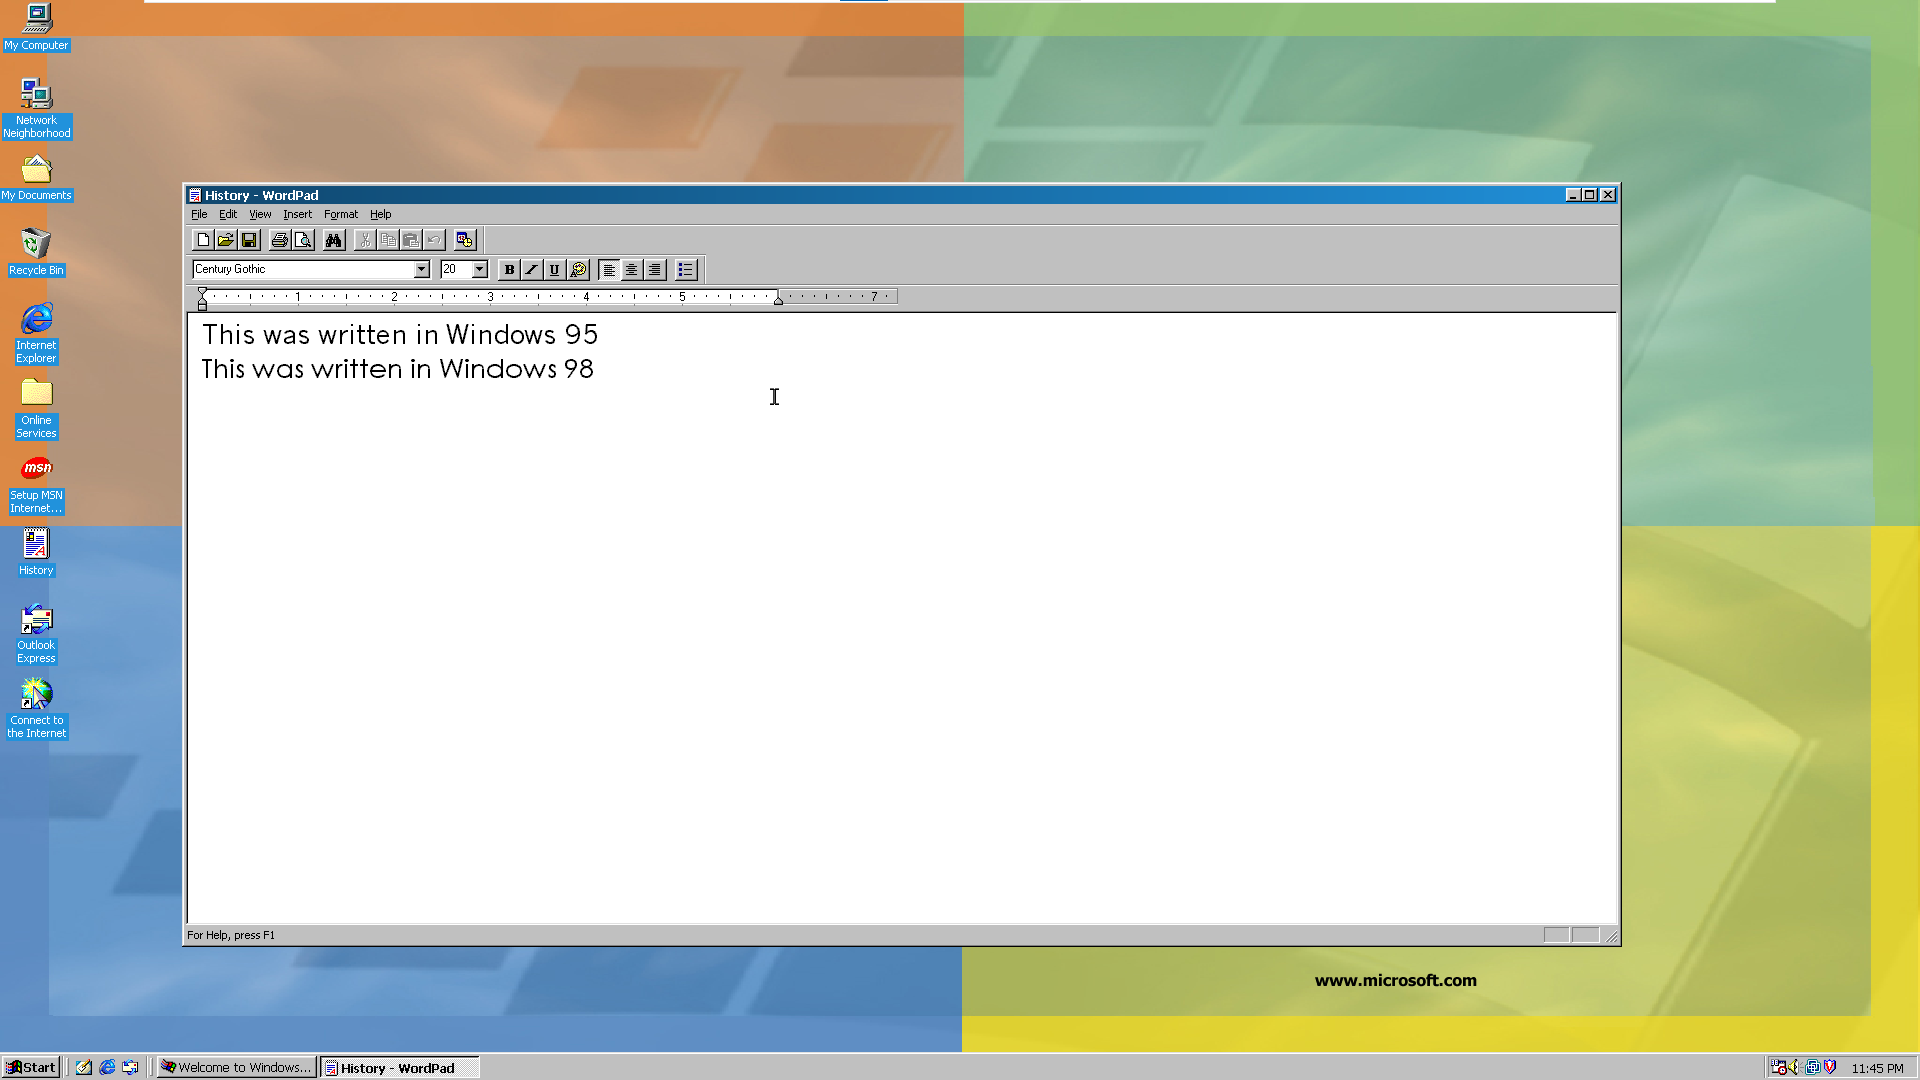 My Computer
Network
Neighborhood
My Documents
Recycle Bin
Internet
Explorer
Online
Services
msn
Setup MSN
Internet...
History
Outlook
Express
Connect to
the Internet
History - WordPad
File Edit View Insert Format Help
Century Gothic 20 B I U
1 2 3 4 5 7
This was written in Windows 95
This was written in Windows 98
For Help, press F1
www.microsoft.com
Start Welcome to Windows... History - WordPad 11:45 PM